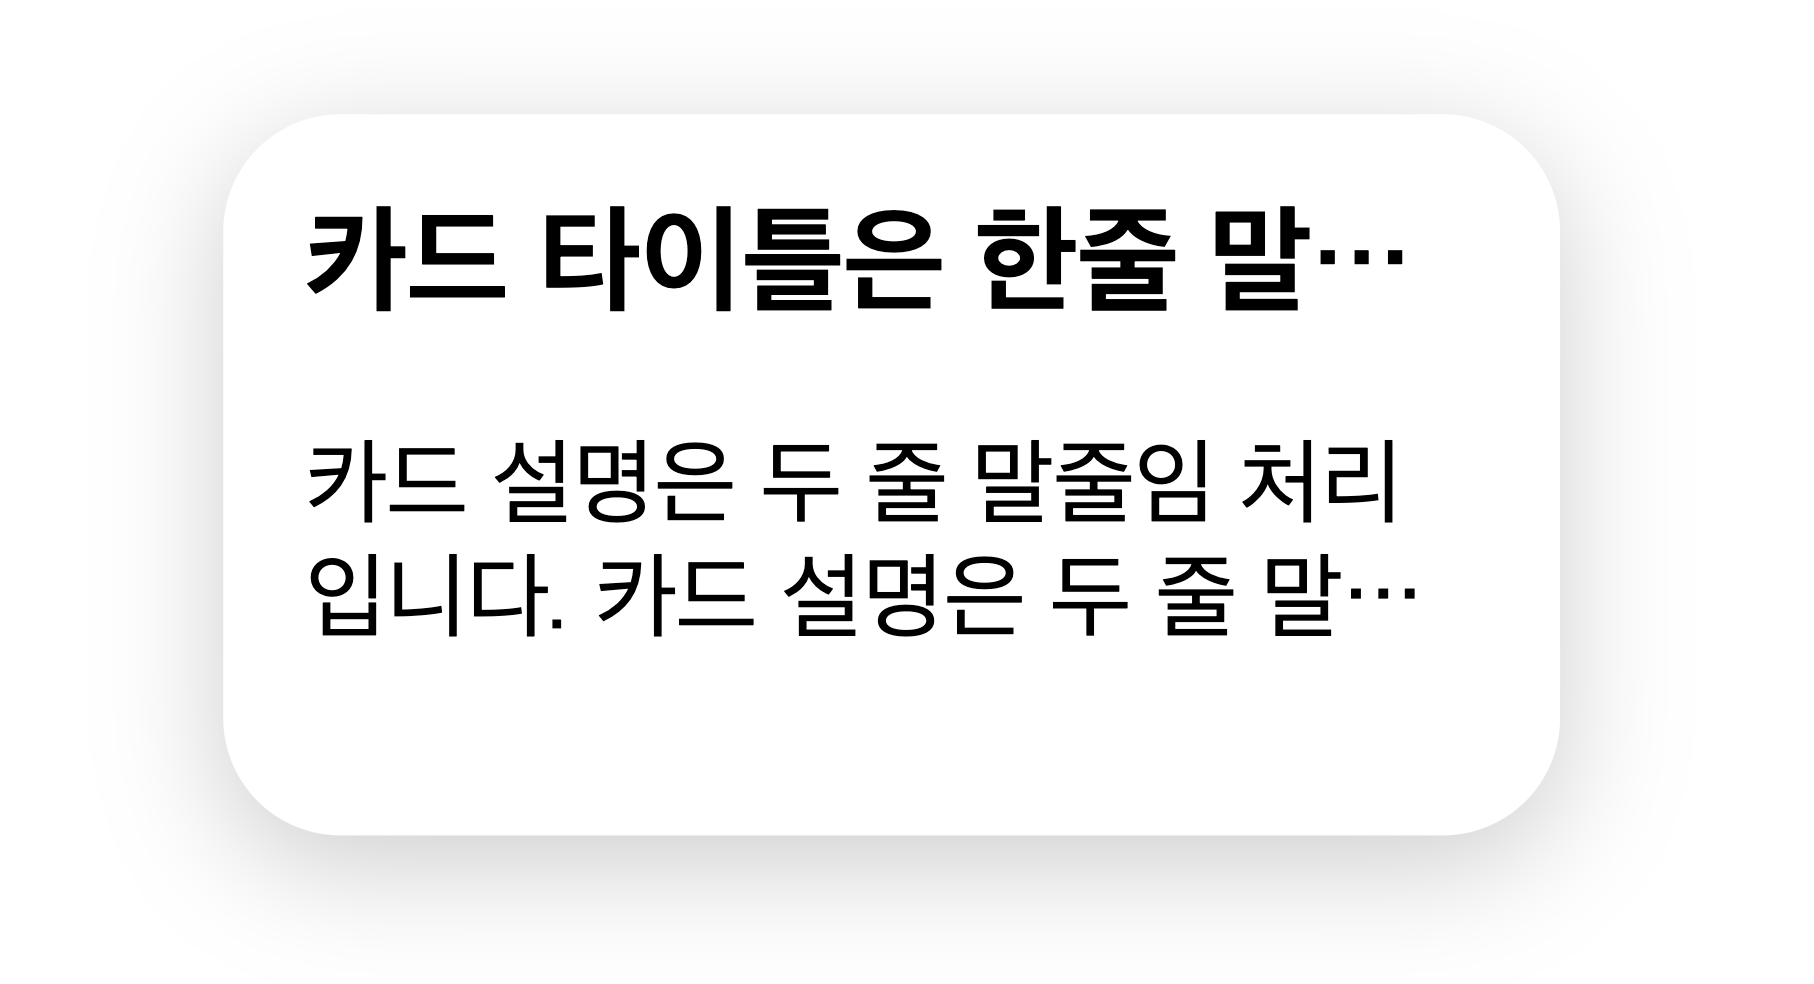 카드 타이틀은 한줄 말…
카드 설명은 두 줄 말줄임 처리
입니다. 카드 설명은 두 줄 말…